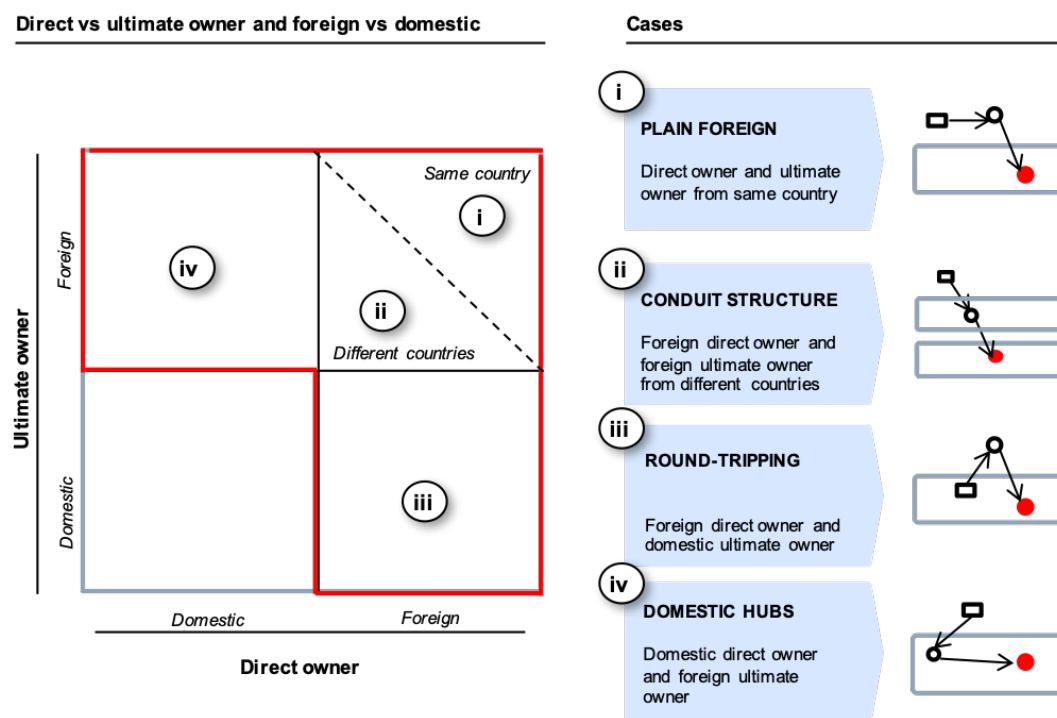 Direct vs ultimate owner and foreign vs domestic
Ultimate owner
Foreign
Domestic
Same country
i
iv
ii
Different countries
iii
Domestic
Foreign
Direct owner
Cases
i
PLAIN FOREIGN
Direct owner and ultimate
owner from same country
ii
CONDUIT STRUCTURE
Foreign direct owner and
foreign ultimate owner
from different countries
iii
ROUND-TRIPPING
Foreign direct owner and
domestic ultimate owner
iv
DOMESTIC HUBS
Domestic direct owner
and foreign ultimate
owner